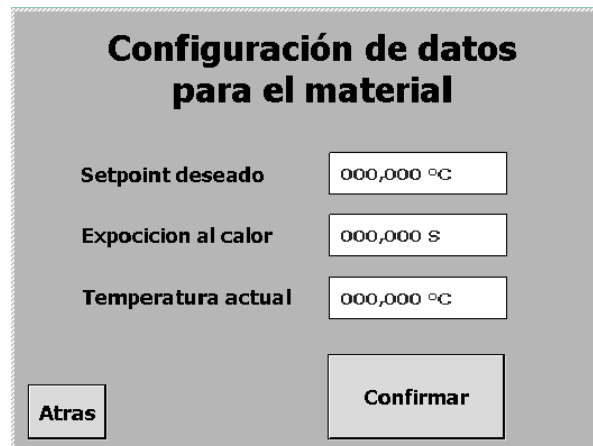 Configuración de datos
para el material
Setpoint deseado 000,000 °C
Expocicion al calor 000,000 S
Temperatura actual 000,000 °C
Confirmar
Atras